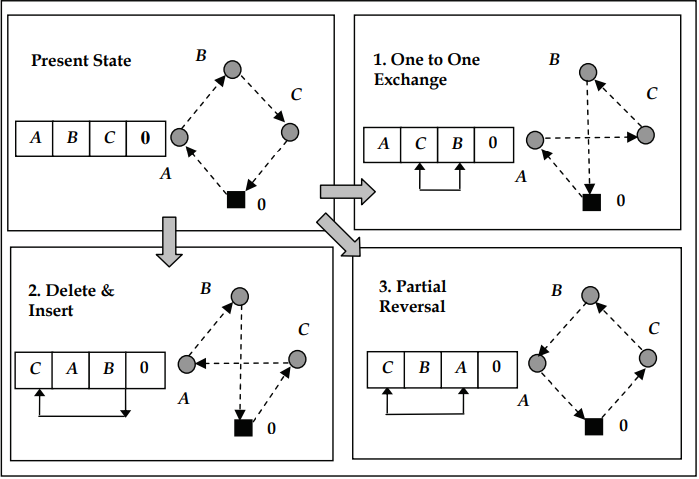 Present State
B
C
A B C 0
A
0
1. One to One
Exchange
B
C
A C B 0
A
0
2. Delete &
Insert
B
C
C A B 0
A
0
3. Partial
Reversal
B
C
C B A 0
A
0